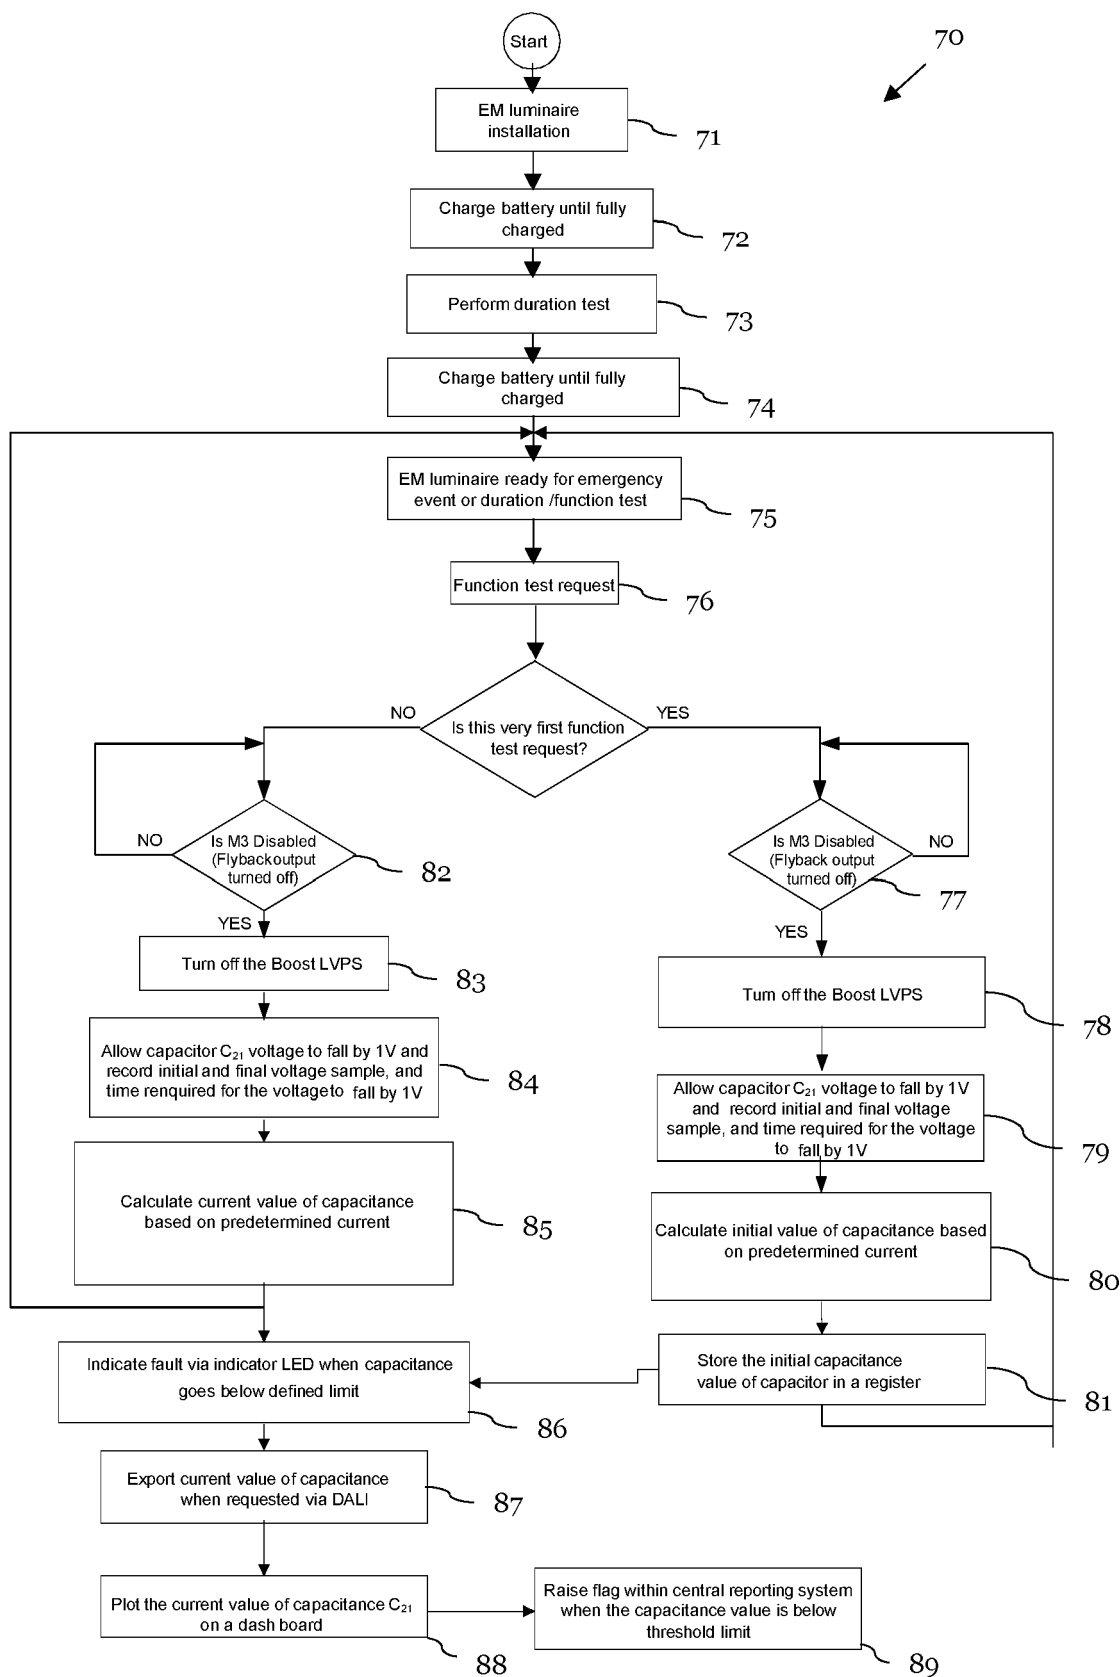 Start
70
EM luminaire
installation
71
Charge battery until fully
charged
72
Perform duration test
73
Charge battery until fully
charged
74
EM luminaire ready for emergency
event or duration /function test
75
Function test request
76
Is this very first function
test request?
NO
YES
Is M3 Disabled
(Flyback output
turned off)
NO
82
YES
Turn off the Boost LVPS
83
Allow capacitor C₂₁ voltage to fall by 1V and
record initial and final voltage sample, and
time renquired for the voltage to fall by 1V
84
Calculate current value of capacitance
based on predetermined current
85
Is M3 Disabled
(Flyback output
turned off)
NO
77
YES
Turn off the Boost LVPS
78
Allow capacitor C₂₁ voltage to fall by 1V
and record initial and final voltage
sample, and time required for the voltage
to fall by 1V
79
Calculate initial value of capacitance based
on predetermined current
80
Store the initial capacitance
value of capacitor in a register
81
Indicate fault via indicator LED when capacitance
goes below defined limit
86
Export current value of capacitance
when requested via DALI
87
Plot the current value of capacitance C₂₁
on a dash board
88
Raise flag within central reporting system
when the capacitance value is below
threshold limit
89